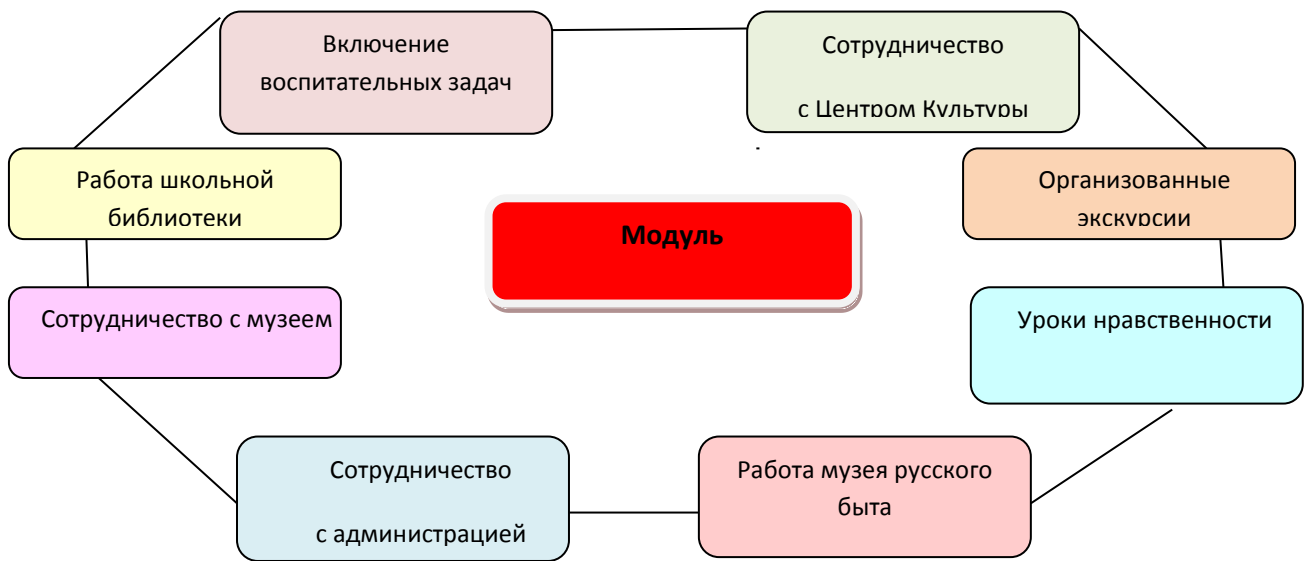 Включение
воспитательных задач
Сотрудничество
с Центром Культуры
Работа школьной
библиотеки
Организованные
экскурсии
Модуль
Сотрудничество с музеем
Уроки нравственности
Сотрудничество
с администрацией
Работа музея русского
быта